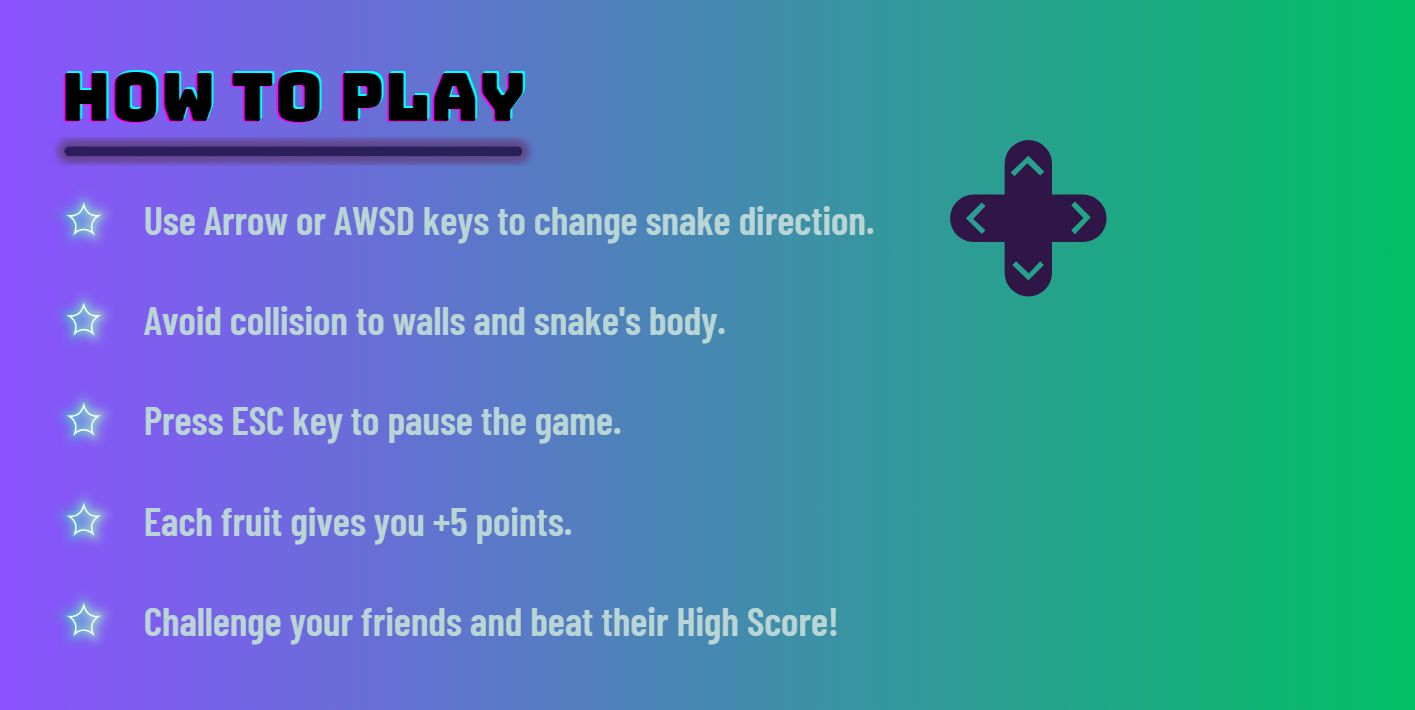 HOW TO PLAY
Use Arrow or AWSD keys to change snake direction.
Avoid collision to walls and snake's body.
Press ESC key to pause the game.
Each fruit gives you +5 points.
Challenge your friends and beat their High Score!